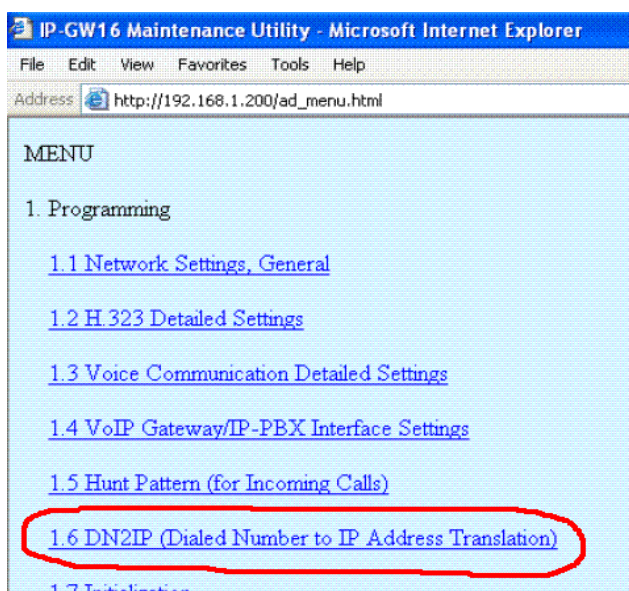 IP-GW16 Maintenance Utility - Microsoft Internet Explorer
File Edit View Favorites Tools Help
Address http://192.168.1.200/ad_menu.html
MENU
1. Programming
1.1 Network Settings, General
1.2 H.323 Detailed Settings
1.3 Voice Communication Detailed Settings
1.4 VoIP Gateway/IP-PBX Interface Settings
1.5 Hunt Pattern (for Incoming Calls)
1.6 DN2IP (Dialed Number to IP Address Translation)
1.7 Initialization